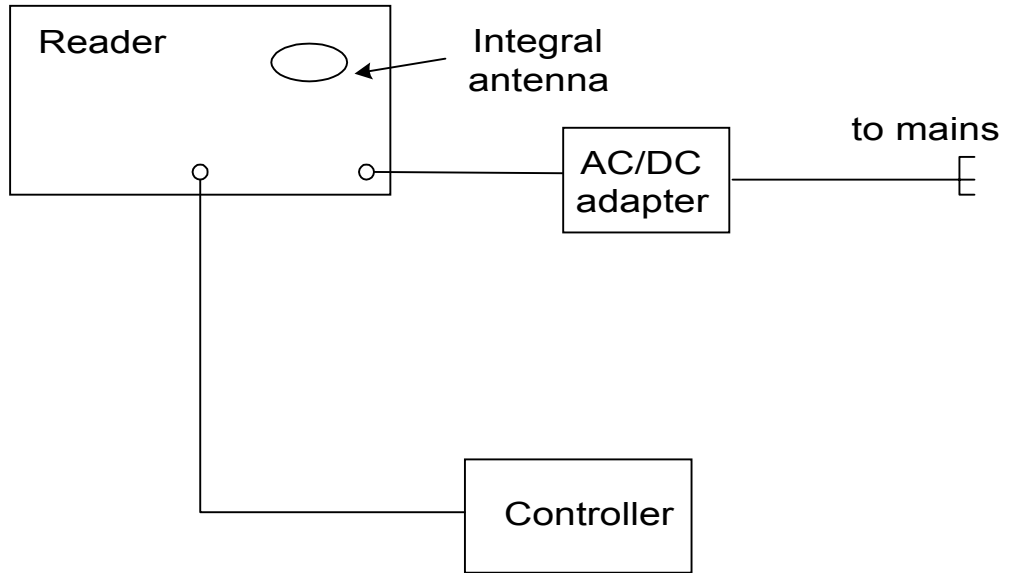 Reader
Integral
antenna
to mains
AC/DC
adapter
Controller